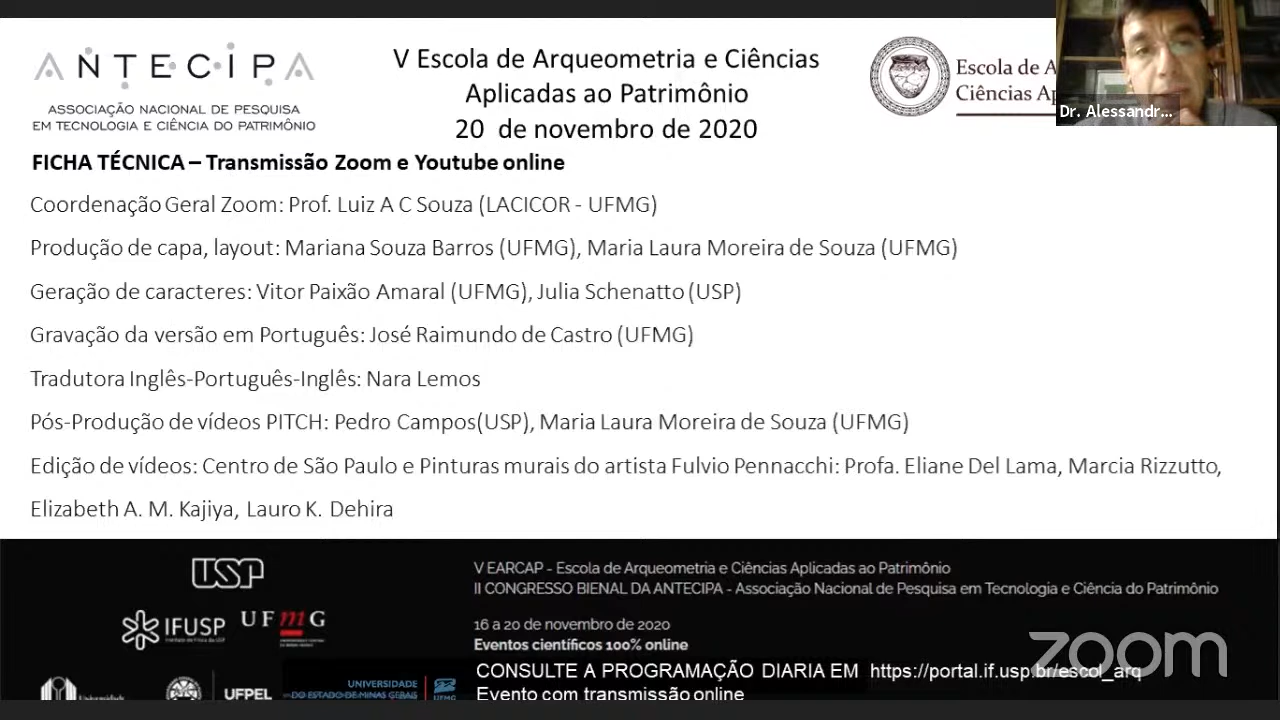 ANTECIPA
ASSOCIAÇÃO NACIONAL DE PESQUISA
EM TECNOLOGIA E CIÊNCIA DO PATRIMÔNIO
V Escola de Arqueometria e Ciências
Aplicadas ao Patrimônio
20 de novembro de 2020
Escola de A
Ciências Ap
Dr. Alessandr...
FICHA TÉCNICA – Transmissão Zoom e Youtube online
Coordenação Geral Zoom: Prof. Luiz A C Souza (LACICOR - UFMG)
Produção de capa, layout: Mariana Souza Barros (UFMG), Maria Laura Moreira de Souza (UFMG)
Geração de caracteres: Vitor Paixão Amaral (UFMG), Julia Schenatto (USP)
Gravação da versão em Português: José Raimundo de Castro (UFMG)
Tradutora Inglês-Português-Inglês: Nara Lemos
Pós-Produção de vídeos PITCH: Pedro Campos(USP), Maria Laura Moreira de Souza (UFMG)
Edição de vídeos: Centro de São Paulo e Pinturas murais do artista Fulvio Pennacchi: Profa. Eliane Del Lama, Marcia Rizzutto,
Elizabeth A. M. Kajiya, Lauro K. Dehira
USP
IFUSP
UFMG
UFPEL
UNIVERSIDADE
DO ESTADO DE MINAS GERAIS
V EARCAP - Escola de Arqueometria e Ciências Aplicadas ao Patrimônio
II CONGRESSO BIENAL DA ANTECIPA - Associação Nacional de Pesquisa em Tecnologia e Ciência do Patrimônio
16 a 20 de novembro de 2020
Eventos científicos 100% online
CONSULTE A PROGRAMAÇÃO DIARIA EM https://portal.if.usp.br/escol_arq
Evento com transmissão online
zoom